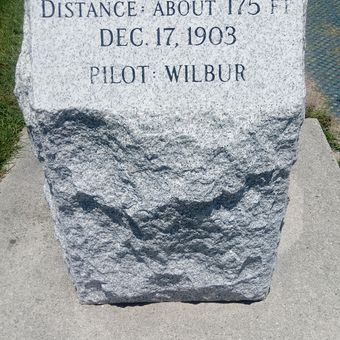 DISTANCE: ABOUT 175 FT
DEC. 17, 1903
PILOT: WILBUR